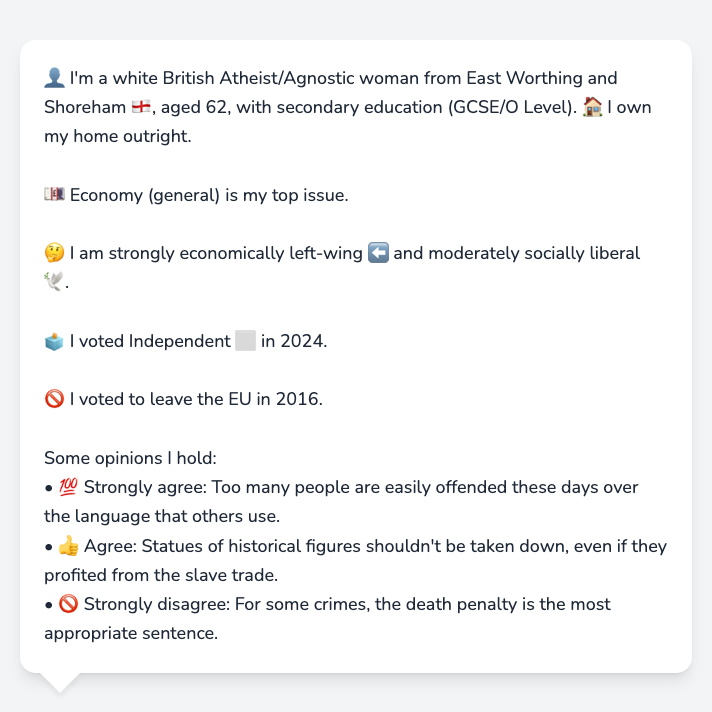 👤 I'm a white British Atheist/Agnostic woman from East Worthing and
Shoreham 🏴󠁧󠁢󠁥󠁮󠁧󠁿, aged 62, with secondary education (GCSE/O Level). 🏠 I own
my home outright.
💷 Economy (general) is my top issue.
🤔 I am strongly economically left-wing ⬅️ and moderately socially liberal
🕊️.
🗳️ I voted Independent ⬜ in 2024.
🚫 I voted to leave the EU in 2016.
Some opinions I hold:
• 💯 Strongly agree: Too many people are easily offended these days over
the language that others use.
• 👍 Agree: Statues of historical figures shouldn't be taken down, even if they
profited from the slave trade.
• 🚫 Strongly disagree: For some crimes, the death penalty is the most
appropriate sentence.